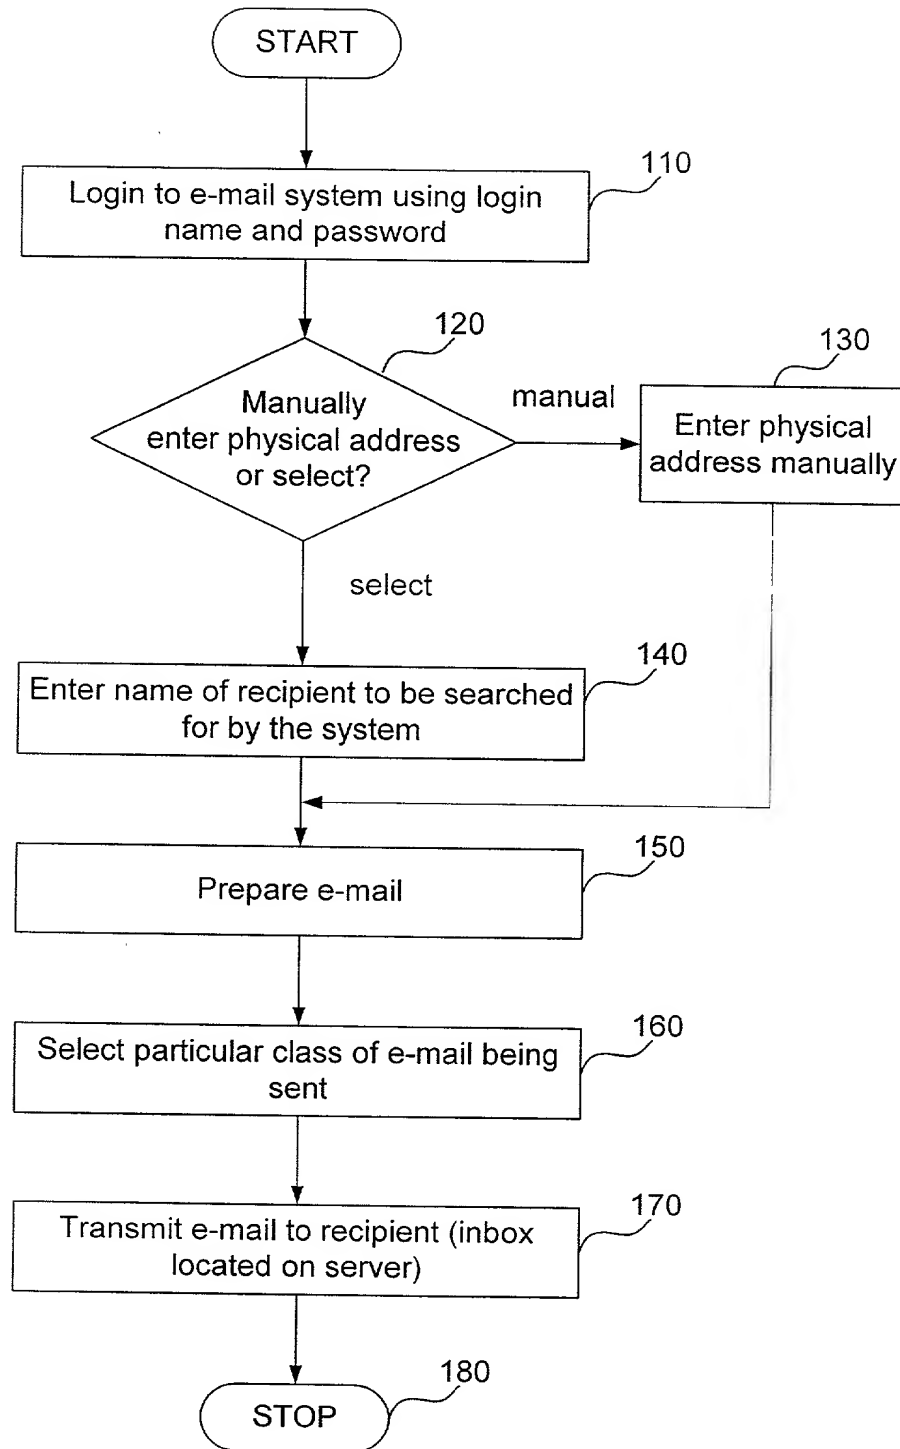 START
110
Login to e-mail system using login
name and password
120
130
Manually
enter physical address
or select?
manual
Enter physical
address manually
select
140
Enter name of recipient to be searched
for by the system
150
Prepare e-mail
160
Select particular class of e-mail being
sent
170
Transmit e-mail to recipient (inbox
located on server)
180
STOP